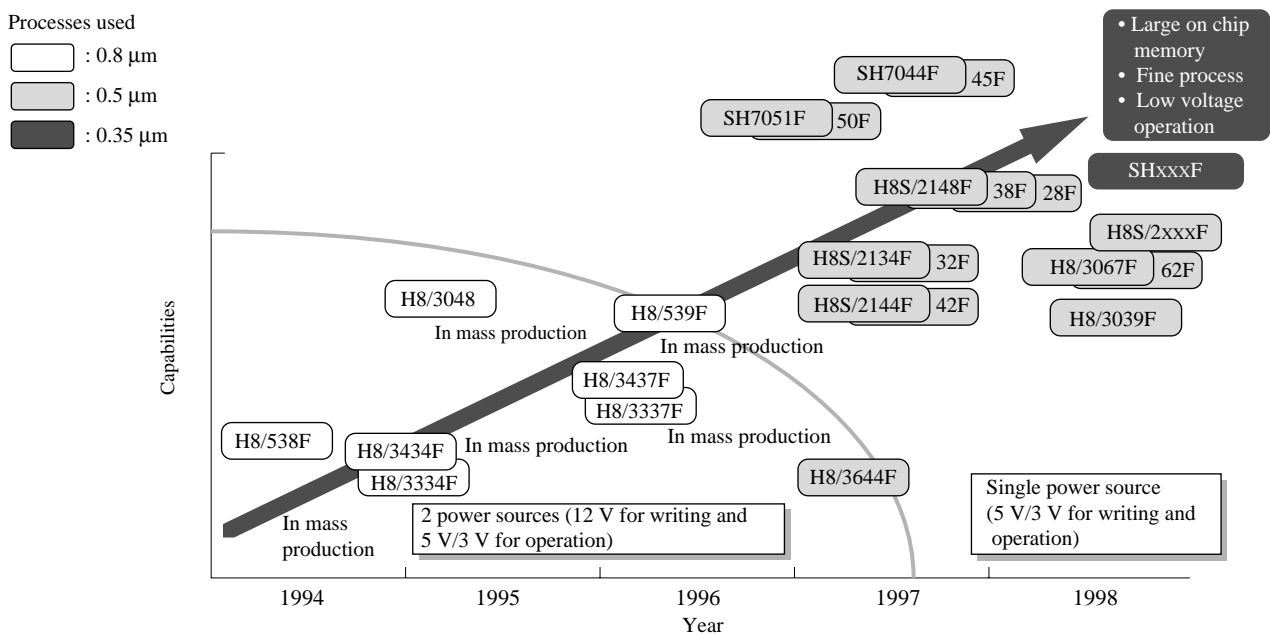 Processes used
: 0.8 μm
: 0.5 μm
: 0.35 μm
• Large on chip
memory
• Fine process
• Low voltage
operation
SH7044F 45F
SH7051F 50F
SHxxxF
H8S/2148F 38F 28F
H8S/2xxxF
H8S/2134F 32F
H8/3067F 62F
H8/3048
H8S/2144F 42F
H8/539F
H8/3039F
In mass production
In mass production
Capabilities
H8/3437F
H8/3337F
H8/538F
In mass production
In mass production
H8/3434F
H8/3334F
H8/3644F
Single power source
(5 V/3 V for writing and
operation)
In mass
production
2 power sources (12 V for writing and
5 V/3 V for operation)
1994 1995 1996 1997 1998
Year